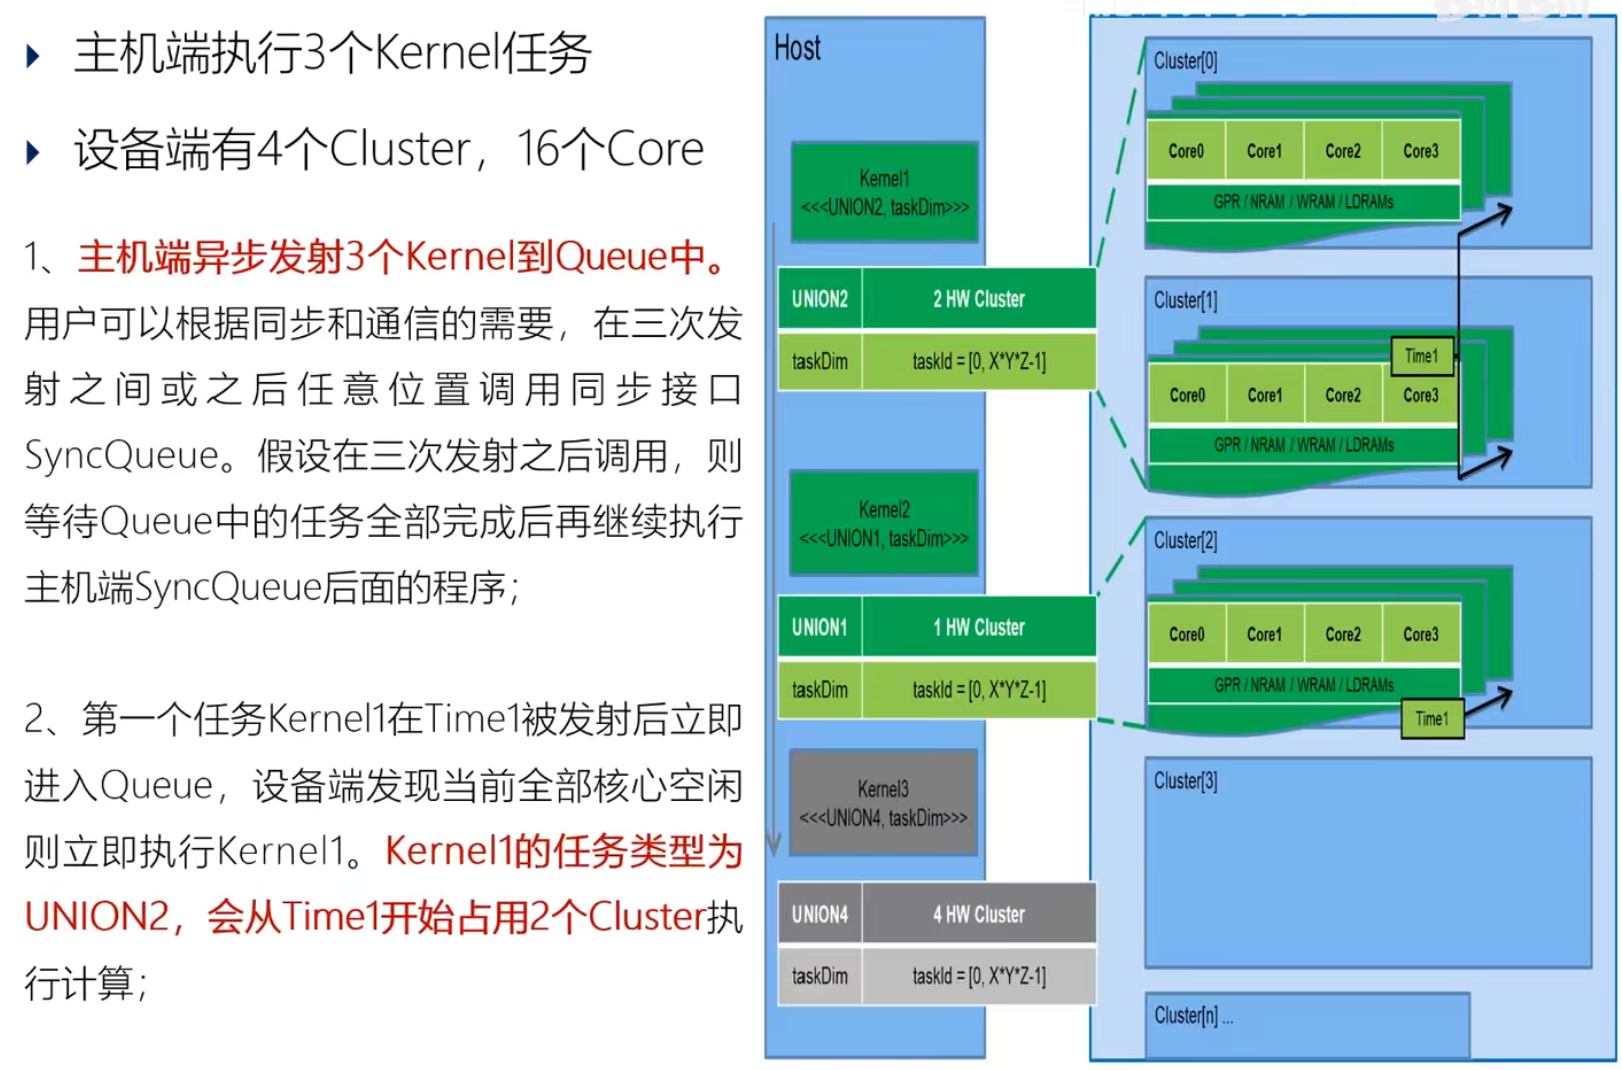 主机端执行3个Kernel任务
设备端有4个Cluster，16个Core
1、主机端异步发射3个Kernel到Queue中。
用户可以根据同步和通信的需要，在三次发
射之间或之后任意位置调用同步接口
SyncQueue。假设在三次发射之后调用，则
等待Queue中的任务全部完成后再继续执行
主机端SyncQueue后面的程序；
2、第一个任务Kernel1在Time1被发射后立即
进入Queue，设备端发现当前全部核心空闲
则立即执行Kernel1。Kernel1的任务类型为
UNION2，会从Time1开始占用2个Cluster执
行计算；
Host
Kernel1
<<<UNION2, taskDim>>>
UNION2 2 HW Cluster
taskDim taskId = [0, X*Y*Z-1]
Kernel2
<<<UNION1, taskDim>>>
UNION1 1 HW Cluster
taskDim taskId = [0, X*Y*Z-1]
Kernel3
<<<UNION4, taskDim>>>
UNION4 4 HW Cluster
taskDim taskId = [0, X*Y*Z-1]
Cluster[0]
Core0 Core1 Core2 Core3
GPR / NRAM / WRAM / LDRAMs
Cluster[1]
Time1
Core0 Core1 Core2 Core3
GPR / NRAM / WRAM / LDRAMs
Cluster[2]
Core0 Core1 Core2 Core3
GPR / NRAM / WRAM / LDRAMs
Time1
Cluster[3]
Cluster[n] ...